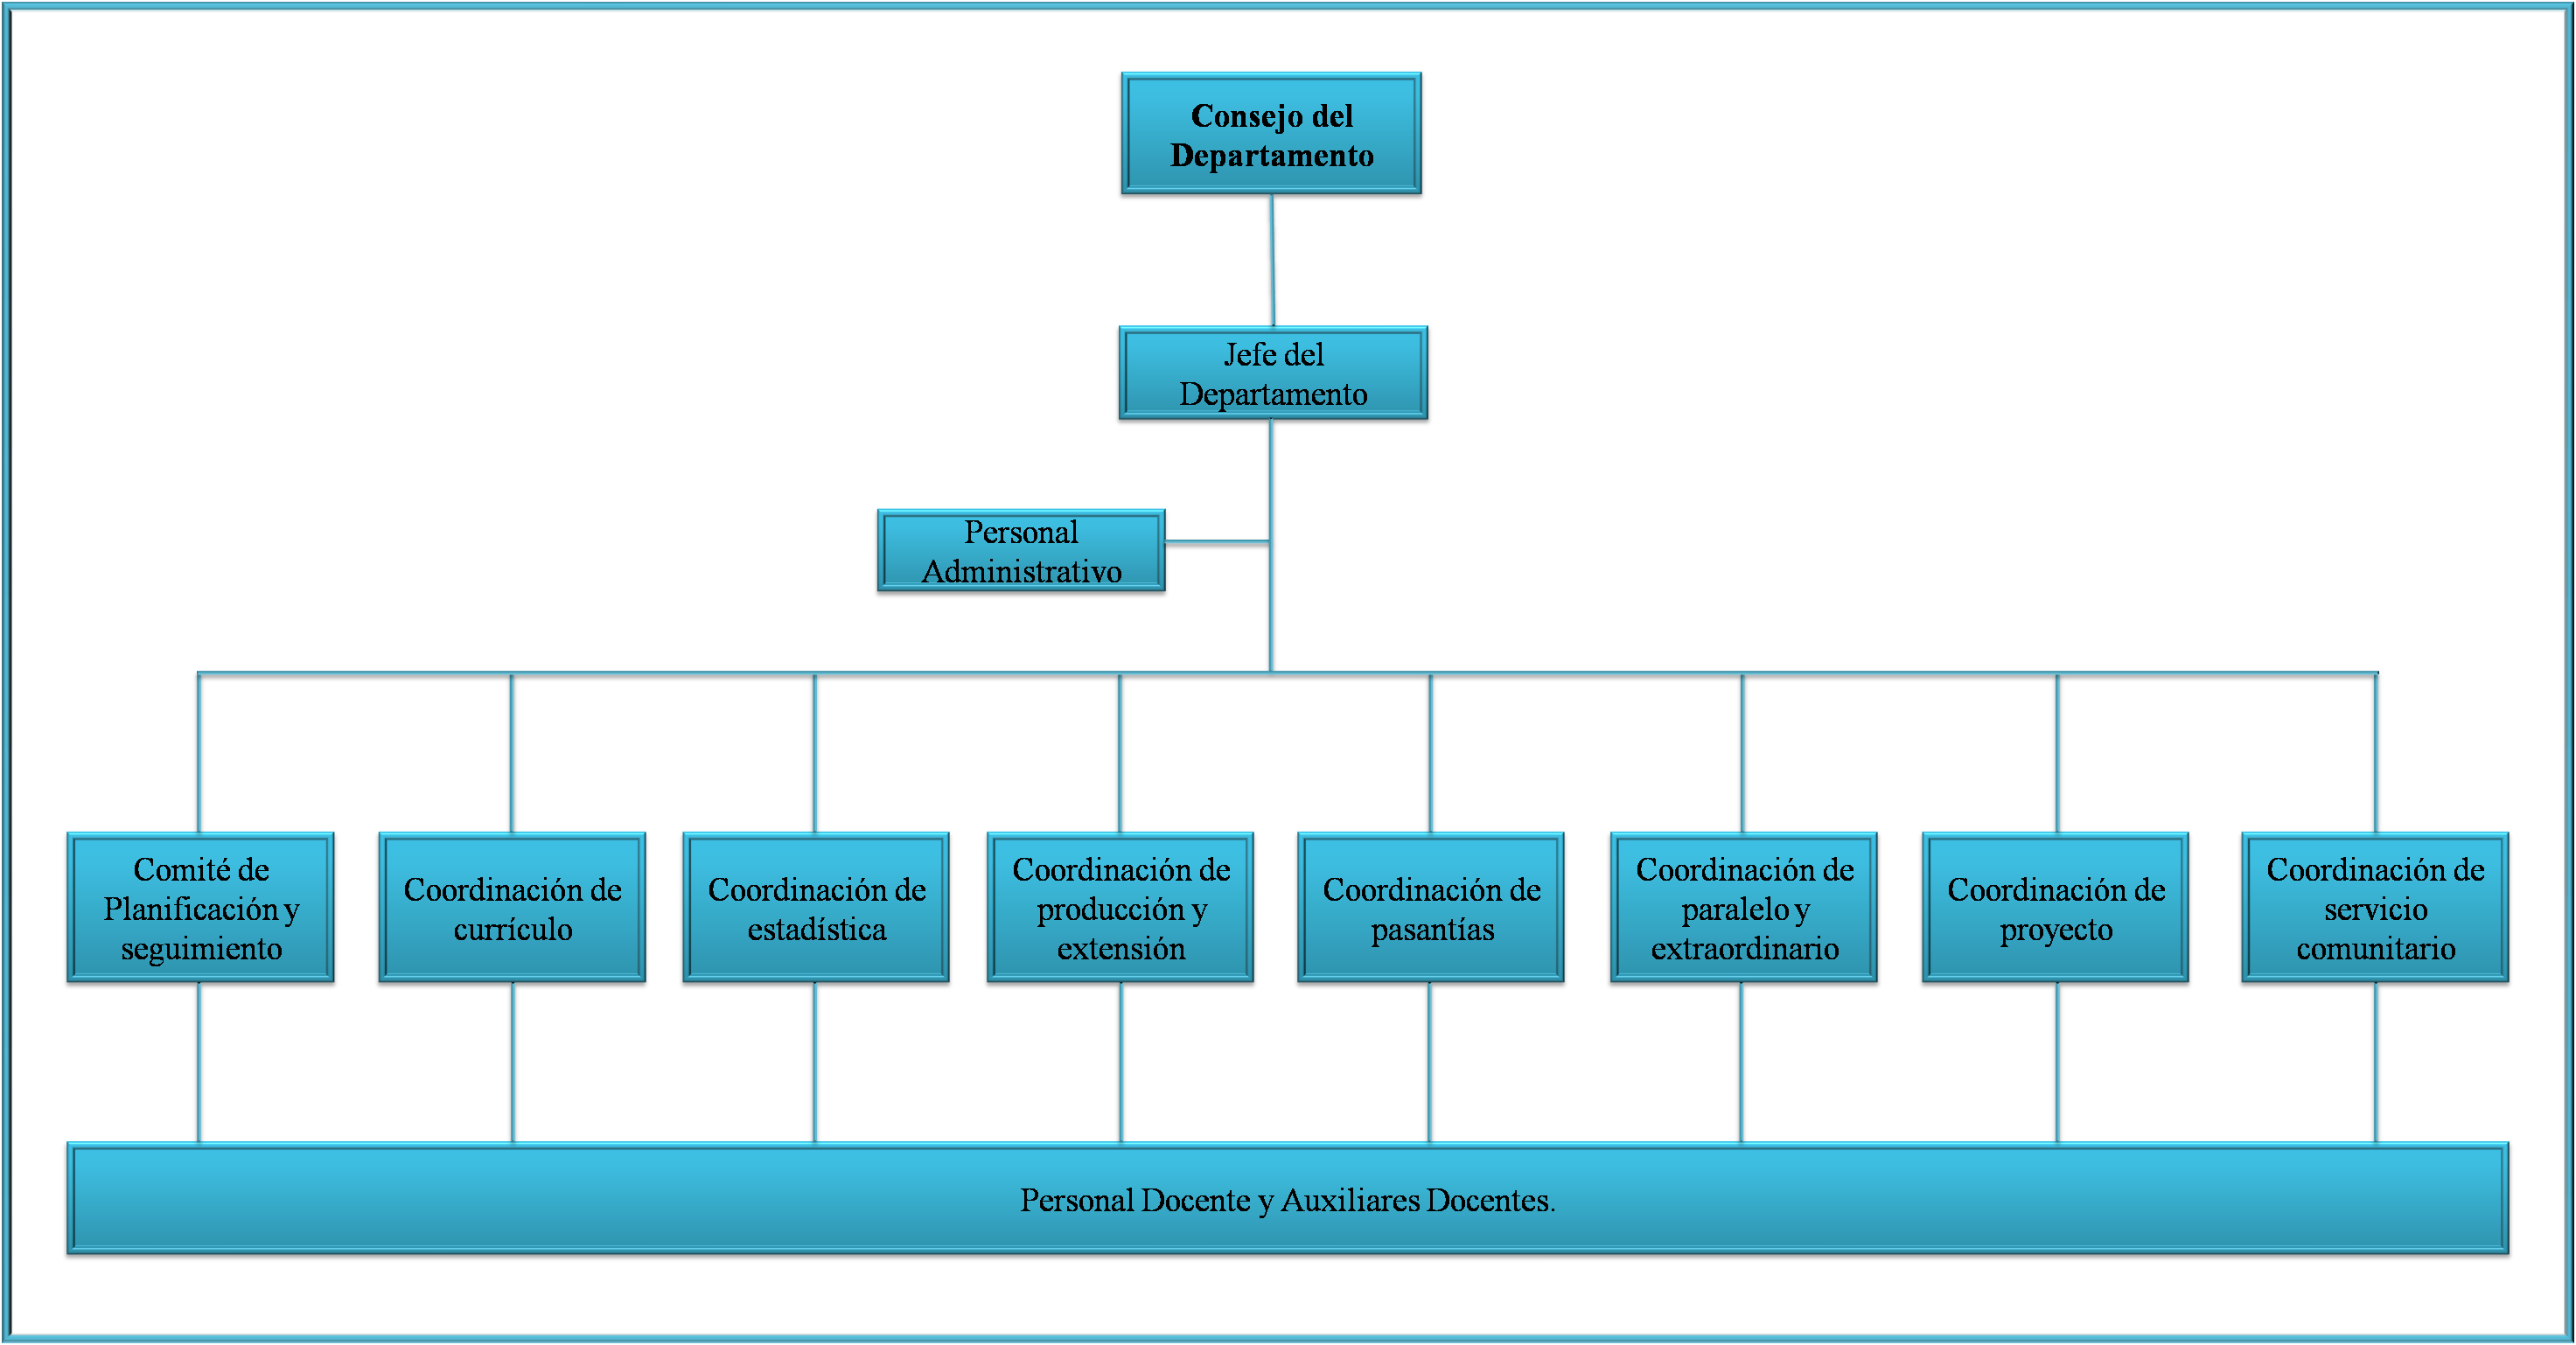 Consejo del
Departamento
Jefe del
Departamento
Personal
Administrativo
Comité de
Planificación y
seguimiento
Coordinación de
currículo
Coordinación de
estadística
Coordinación de
producción y
extensión
Coordinación de
pasantías
Coordinación de
paralelo y
extraordinario
Coordinación de
proyecto
Coordinación de
servicio
comunitario
Personal Docente y Auxiliares Docentes.